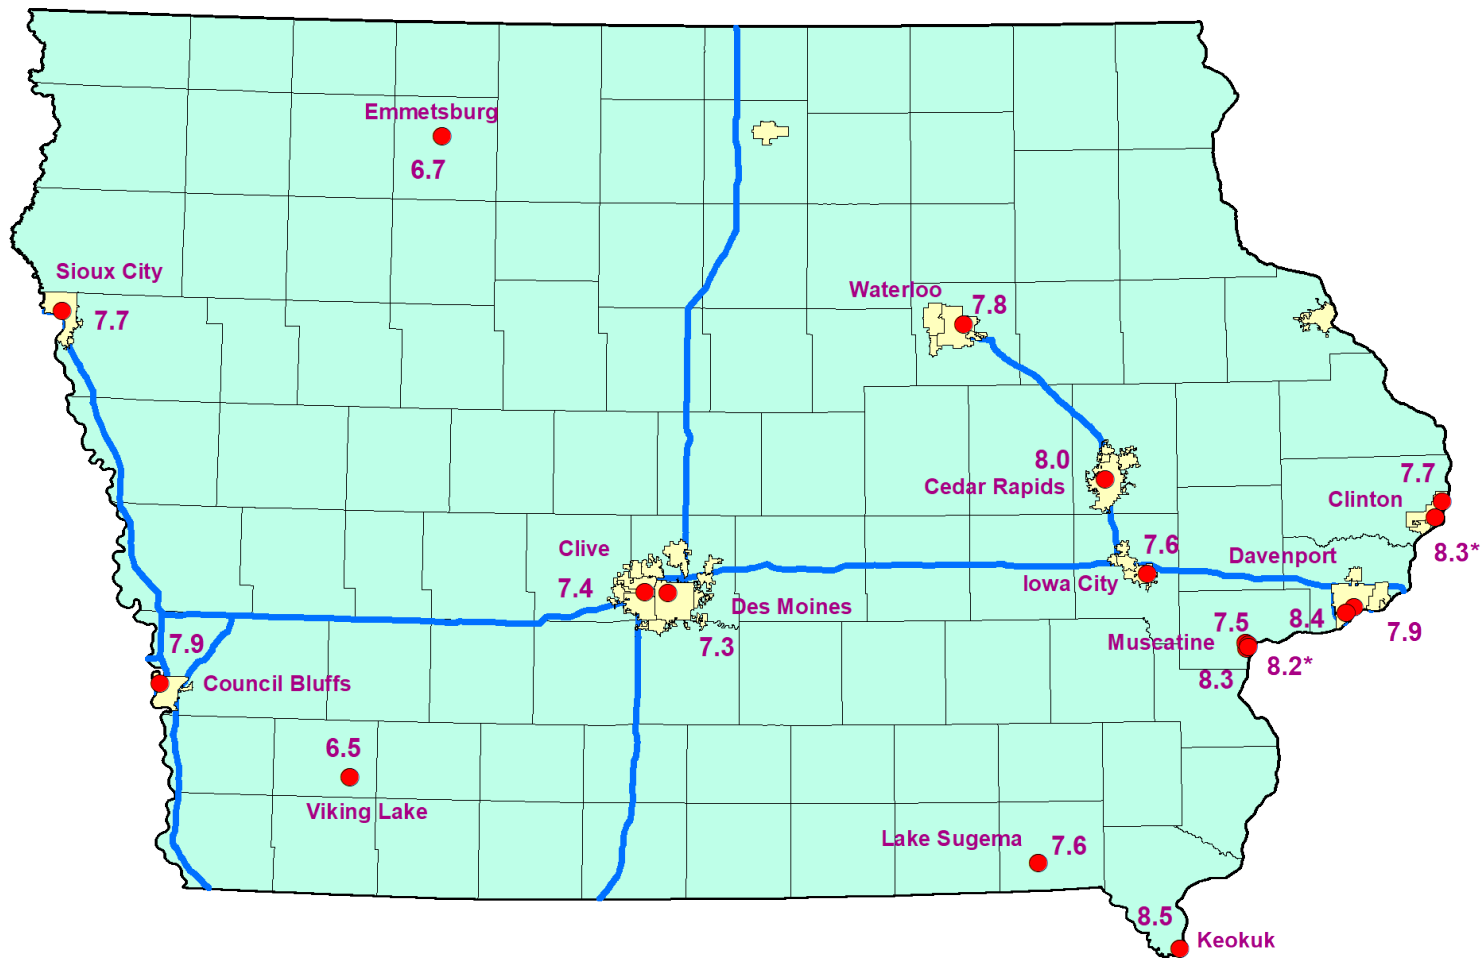 Emmetsburg
6.7
Sioux City
7.7
Waterloo
7.8
8.0
Cedar Rapids
7.7
Clinton
8.3*
Clive
7.4
Des Moines
7.3
7.6
Iowa City
Davenport
8.4
7.9
7.5
Muscatine
8.2*
8.3
7.9
Council Bluffs
6.5
Viking Lake
Lake Sugema
7.6
8.5
Keokuk